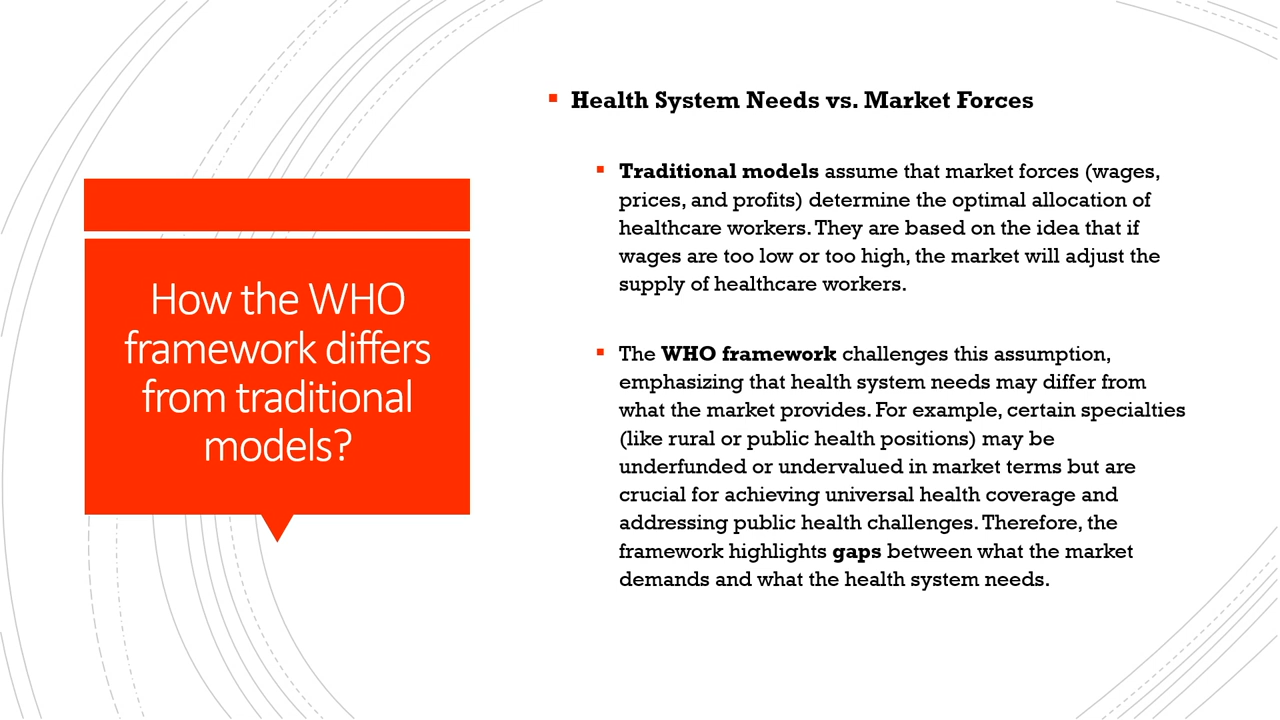 How the WHO
framework differs
from traditional
models?
Health System Needs vs. Market Forces
Traditional models assume that market forces (wages,
prices, and profits) determine the optimal allocation of
healthcare workers. They are based on the idea that if
wages are too low or too high, the market will adjust the
supply of healthcare workers.
The WHO framework challenges this assumption,
emphasizing that health system needs may differ from
what the market provides. For example, certain specialties
(like rural or public health positions) may be
underfunded or undervalued in market terms but are
crucial for achieving universal health coverage and
addressing public health challenges. Therefore, the
framework highlights gaps between what the market
demands and what the health system needs.